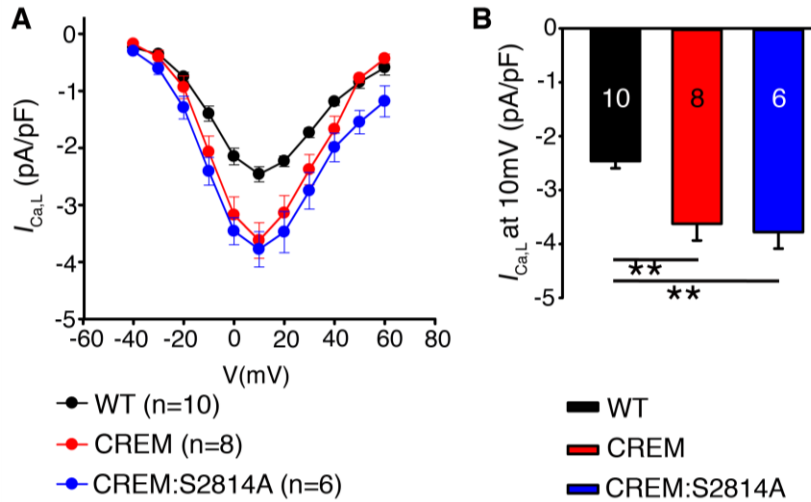 A
I_Ca,L (pA/pF)
0
-1
-2
-3
-4
-5
-60 -40 -20 0 20 40 60 80
V(mV)
WT (n=10)
CREM (n=8)
CREM:S2814A (n=6)
B
I_Ca,L at 10mV (pA/pF)
0
-1
-2
-3
-4
-5
10 8 6
**
**
WT
CREM
CREM:S2814A